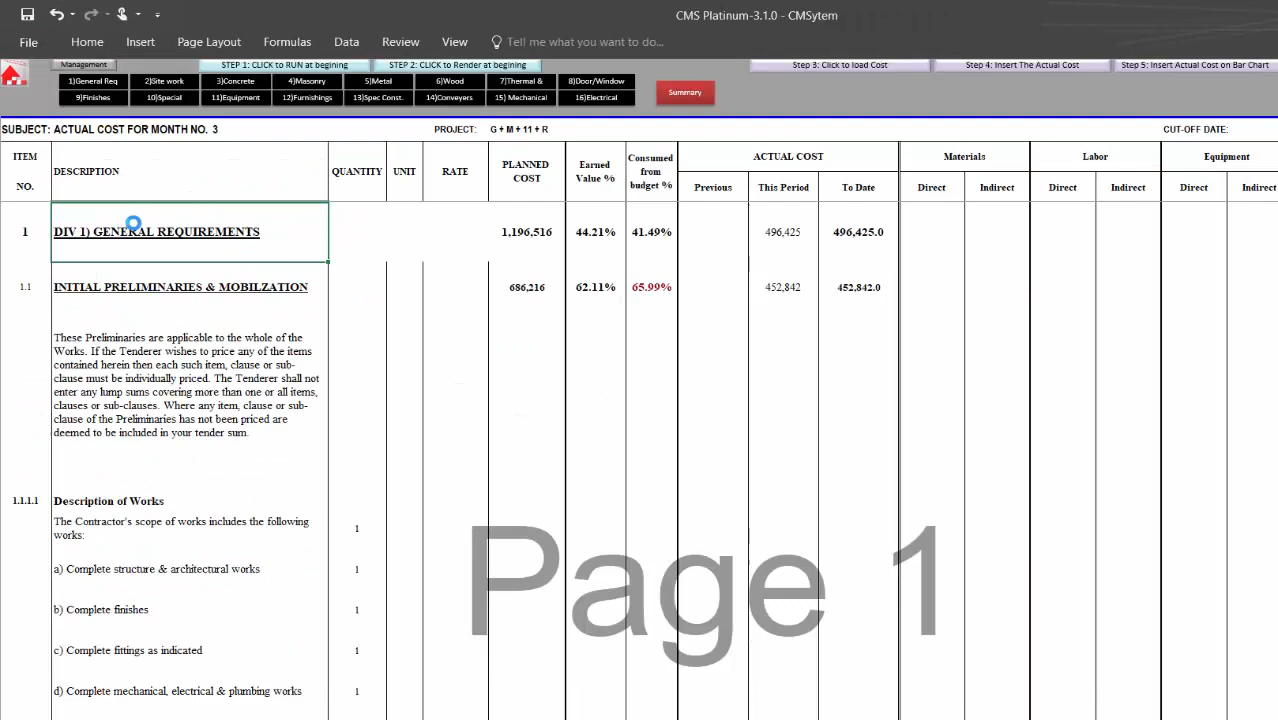 CMS Platinum-3.1.0 - CMSytem
File Home Insert Page Layout Formulas Data Review View Tell me what you want to do...
Management STEP 1: CLICK to RUN at begining STEP 2: CLICK to Render at begining Step 3: Click to load Cost Step 4: Insert The Actual Cost Step 5: Insert Actual Cost on Bar Chart
1)General Req 2)Site work 3)Concrete 4)Masonry 5)Metal 6)Wood 7)Thermal & 8)Door/Window
9)Finishes 10)Special 11)Equipment 12)Furnishings 13)Spec Const. 14)Conveyers 15) Mechanical 16)Electrical
Summary
SUBJECT: ACTUAL COST FOR MONTH NO. 3 PROJECT: G + M + 11 + R CUT-OFF DATE:
ITEM NO. DESCRIPTION QUANTITY UNIT RATE PLANNED COST Earned Value % Consumed from budget % ACTUAL COST Materials Labor Equipment
Previous This Period To Date Direct Indirect Direct Indirect Direct Indirect
1 DIV 1) GENERAL REQUIREMENTS 1,196,516 44.21% 41.49% 496,425 496,425.0
1.1 INITIAL PRELIMINARIES & MOBILZATION 686,216 62.11% 65.99% 452,842 452,842.0
These Preliminaries are applicable to the whole of the
Works. If the Tenderer wishes to price any of the items
contained herein then each such item, clause or sub-
clause must be individually priced. The Tenderer shall not
enter any lump sums covering more than one or all items,
clauses or sub-clauses. Where any item, clause or sub-
clause of the Preliminaries has not been priced are
deemed to be included in your tender sum.
1.1.1.1 Description of Works
The Contractor's scope of works includes the following
works: 1
a) Complete structure & architectural works 1
b) Complete finishes 1
c) Complete fittings as indicated 1
d) Complete mechanical, electrical & plumbing works 1
Page 1